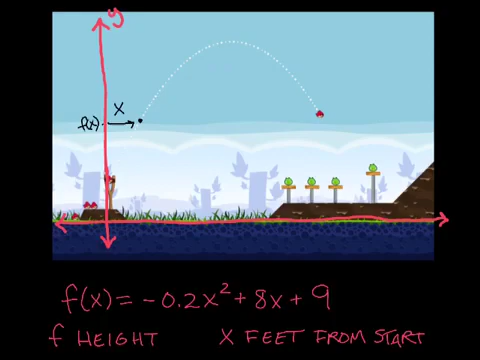 y
X
f(x)
f(x) = -0.2x² + 8x + 9
f HEIGHT X FEET FROM START